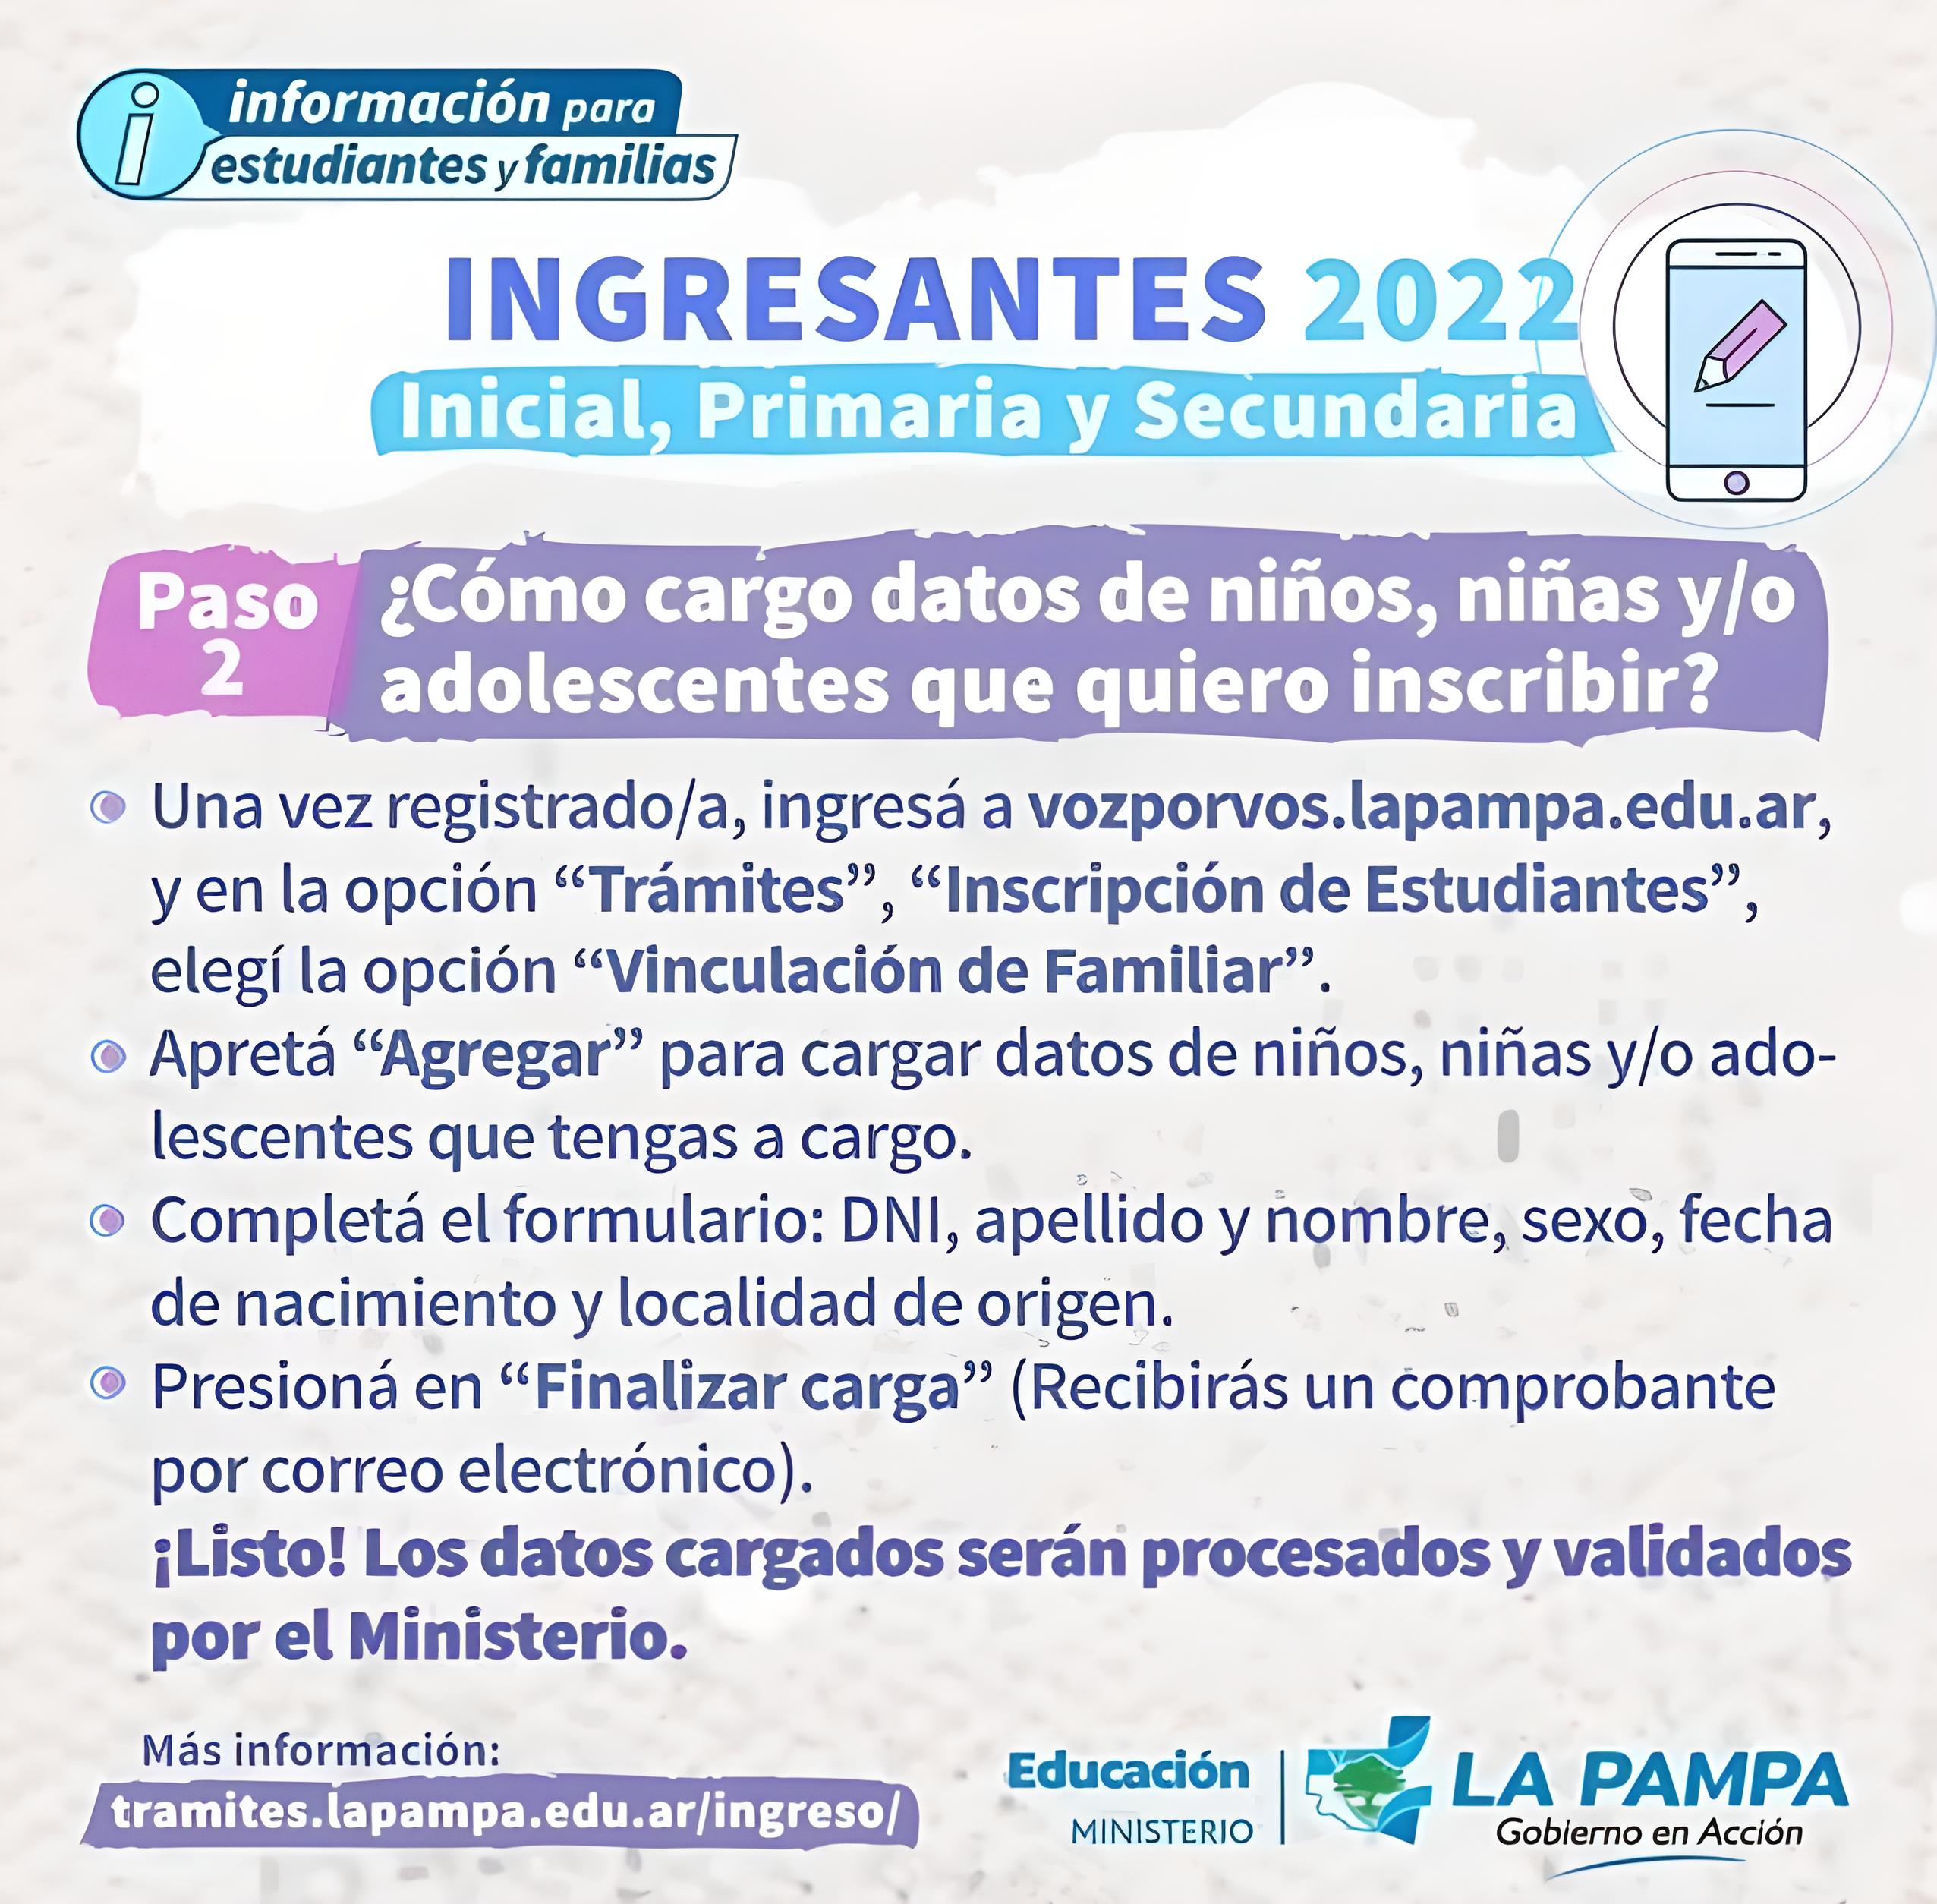 i
información para
estudiantes y familias
INGRESANTES 2022
Inicial, Primaria y Secundaria
Paso
2
¿Cómo cargo datos de niños, niñas y/o
adolescentes que quiero inscribir?
Una vez registrado/a, ingresá a vozporvos.lapampa.edu.ar,
y en la opción “Trámites”, “Inscripción de Estudiantes”,
elegí la opción “Vinculación de Familiar”.
Apretá “Agregar” para cargar datos de niños, niñas y/o ado-
lescentes que tengas a cargo.
Completá el formulario: DNI, apellido y nombre, sexo, fecha
de nacimiento y localidad de origen.
Presioná en “Finalizar carga” (Recibirás un comprobante
por correo electrónico).
¡Listo! Los datos cargados serán procesados y validados
por el Ministerio.
Más información:
tramites.lapampa.edu.ar/ingreso/
Educación
MINISTERIO
LA PAMPA
Gobierno en Acción